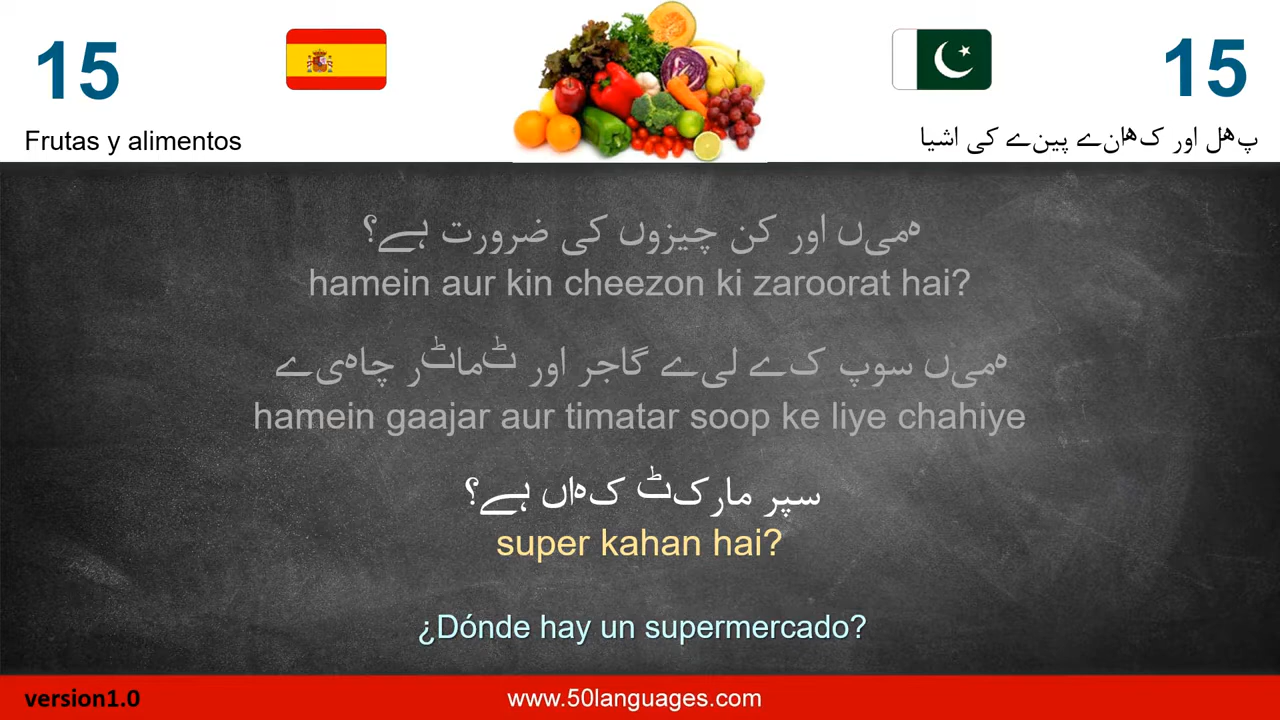 15
15
Frutas y alimentos
پھل اور کھانے پینے کی اشیا
ہمیں اور کن چیزوں کی ضرورت ہے؟
hamein aur kin cheezon ki zaroorat hai?
ہمیں سوپ کے لیے گاجر اور ٹماٹر چاہیے
hamein gaajar aur timatar soop ke liye chahiye
سپر مارکٹ کہاں ہے؟
super kahan hai?
¿Dónde hay un supermercado?
version1.0
www.50languages.com